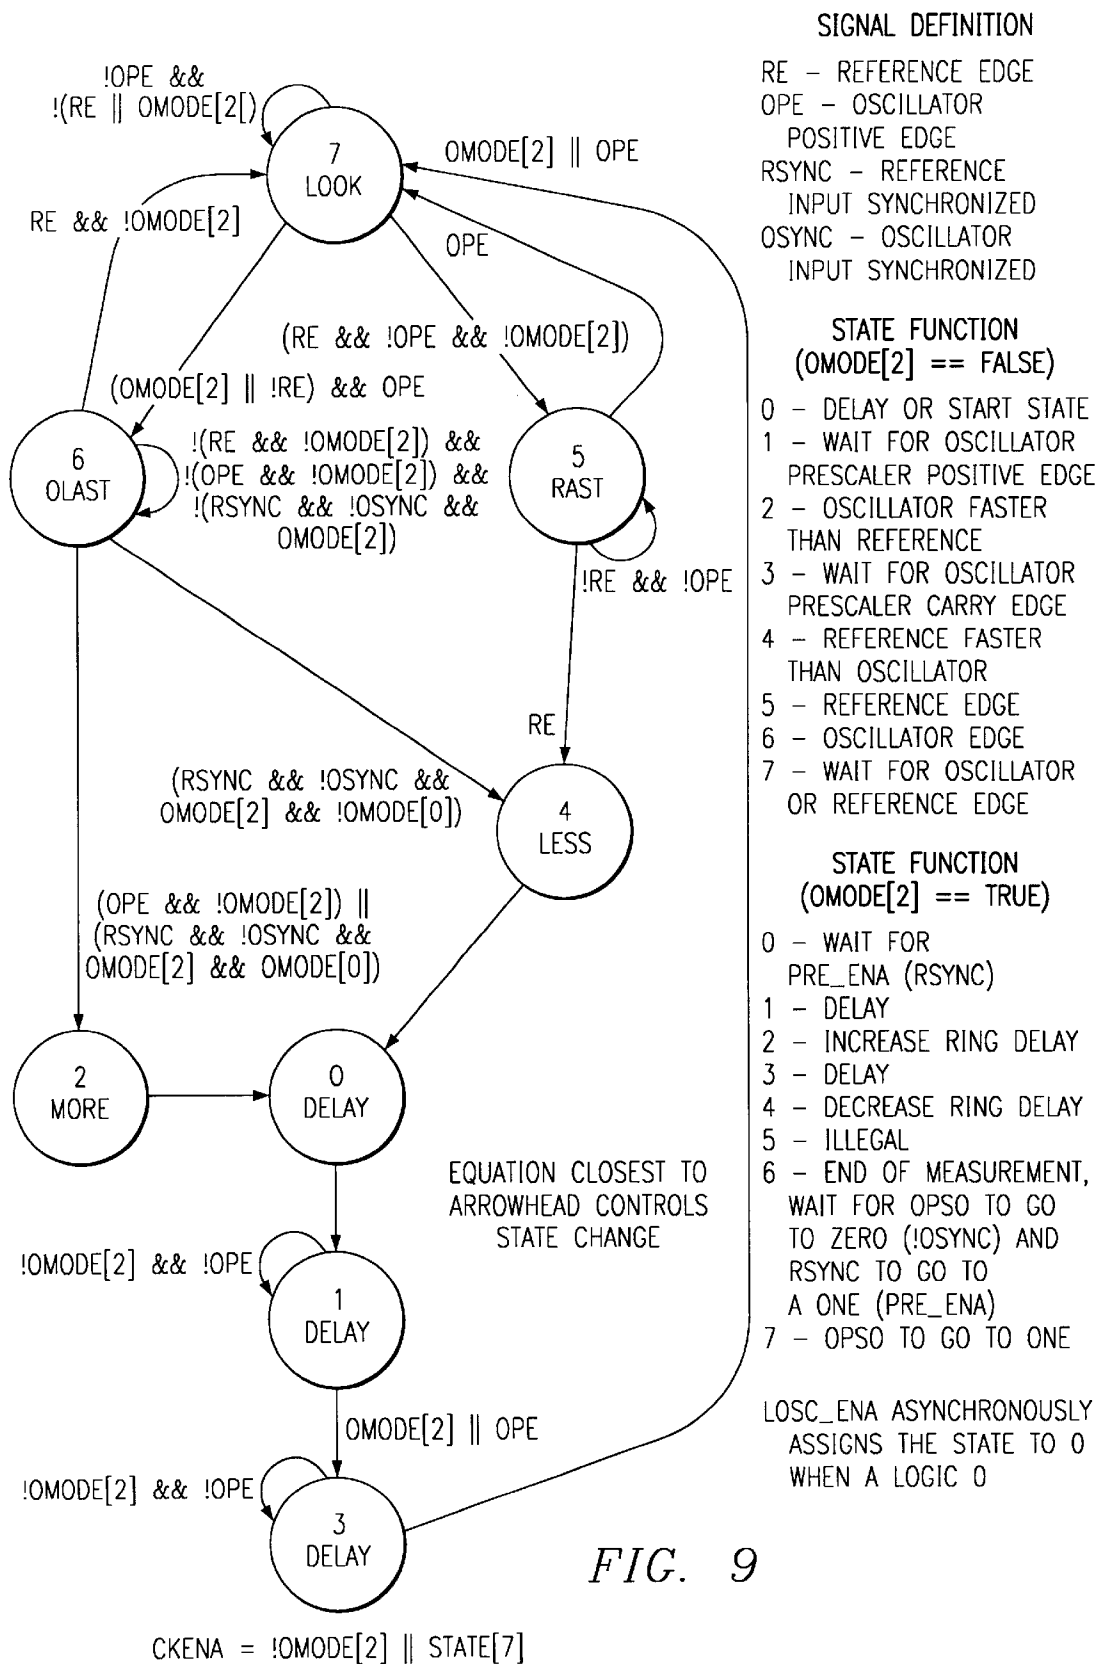 !OPE &&
!(RE || OMODE[2[)
7
LOOK
OMODE[2] || OPE
RE && !OMODE[2]
OPE
(RE && !OPE && !OMODE[2])
(OMODE[2] || !RE) && OPE
6
OLAST
!(RE && !OMODE[2]) &&
!(OPE && !OMODE[2]) &&
!(RSYNC && !OSYNC &&
OMODE[2])
5
RAST
!RE && !OPE
RE
(RSYNC && !OSYNC &&
OMODE[2] && !OMODE[0])
4
LESS
(OPE && !OMODE[2]) ||
(RSYNC && !OSYNC &&
OMODE[2] && OMODE[0])
2
MORE
0
DELAY
EQUATION CLOSEST TO
ARROWHEAD CONTROLS
STATE CHANGE
!OMODE[2] && !OPE
1
DELAY
OMODE[2] || OPE
!OMODE[2] && !OPE
3
DELAY
FIG. 9
CKENA = !OMODE[2] || STATE[7]
SIGNAL DEFINITION
RE – REFERENCE EDGE
OPE – OSCILLATOR
POSITIVE EDGE
RSYNC – REFERENCE
INPUT SYNCHRONIZED
OSYNC – OSCILLATOR
INPUT SYNCHRONIZED
STATE FUNCTION
(OMODE[2] == FALSE)
0 – DELAY OR START STATE
1 – WAIT FOR OSCILLATOR
PRESCALER POSITIVE EDGE
2 – OSCILLATOR FASTER
THAN REFERENCE
3 – WAIT FOR OSCILLATOR
PRESCALER CARRY EDGE
4 – REFERENCE FASTER
THAN OSCILLATOR
5 – REFERENCE EDGE
6 – OSCILLATOR EDGE
7 – WAIT FOR OSCILLATOR
OR REFERENCE EDGE
STATE FUNCTION
(OMODE[2] == TRUE)
0 – WAIT FOR
PRE_ENA (RSYNC)
1 – DELAY
2 – INCREASE RING DELAY
3 – DELAY
4 – DECREASE RING DELAY
5 – ILLEGAL
6 – END OF MEASUREMENT,
WAIT FOR OPSO TO GO
TO ZERO (!OSYNC) AND
RSYNC TO GO TO
A ONE (PRE_ENA)
7 – OPSO TO GO TO ONE
LOSC_ENA ASYNCHRONOUSLY
ASSIGNS THE STATE TO 0
WHEN A LOGIC 0